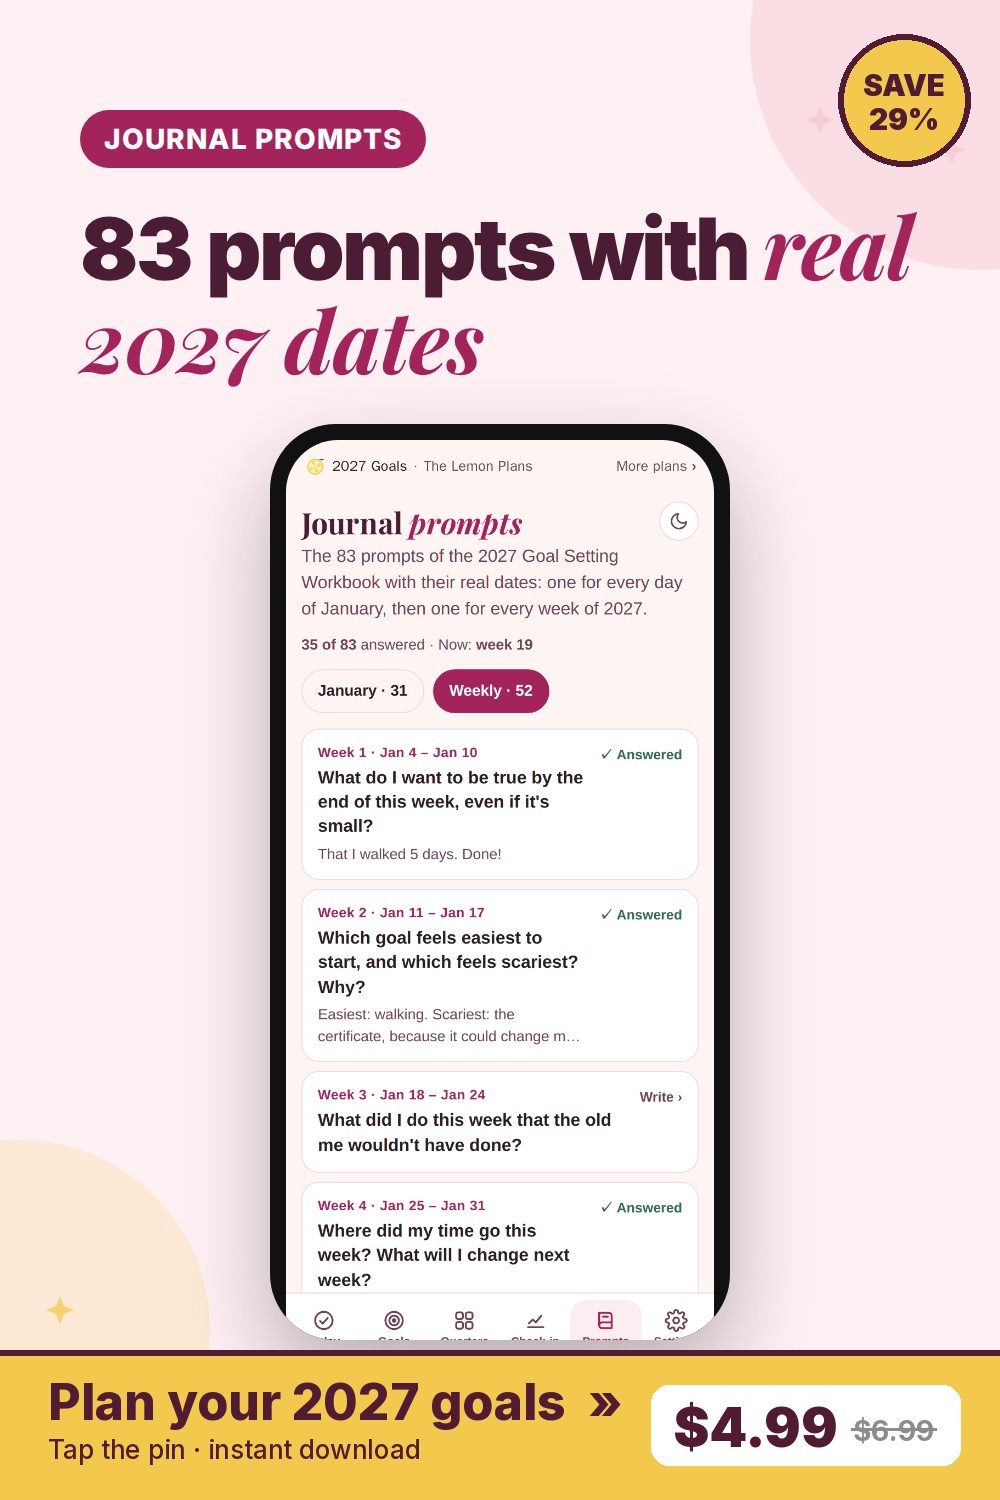 SAVE
29%
JOURNAL PROMPTS
83 prompts with real
2027 dates
2027 Goals · The Lemon Plans
More plans ›
Journal prompts
The 83 prompts of the 2027 Goal Setting
Workbook with their real dates: one for every day
of January, then one for every week of 2027.
35 of 83 answered · Now: week 19
January · 31
Weekly · 52
Week 1 · Jan 4 – Jan 10
✓ Answered
What do I want to be true by the
end of this week, even if it's
small?
That I walked 5 days. Done!
Week 2 · Jan 11 – Jan 17
✓ Answered
Which goal feels easiest to
start, and which feels scariest?
Why?
Easiest: walking. Scariest: the
certificate, because it could change m…
Week 3 · Jan 18 – Jan 24
Write ›
What did I do this week that the old
me wouldn't have done?
Week 4 · Jan 25 – Jan 31
✓ Answered
Where did my time go this
week? What will I change next
week?
Goals Quarters Check-in Prompts
Plan your 2027 goals »
Tap the pin · instant download
$4.99 $6.99